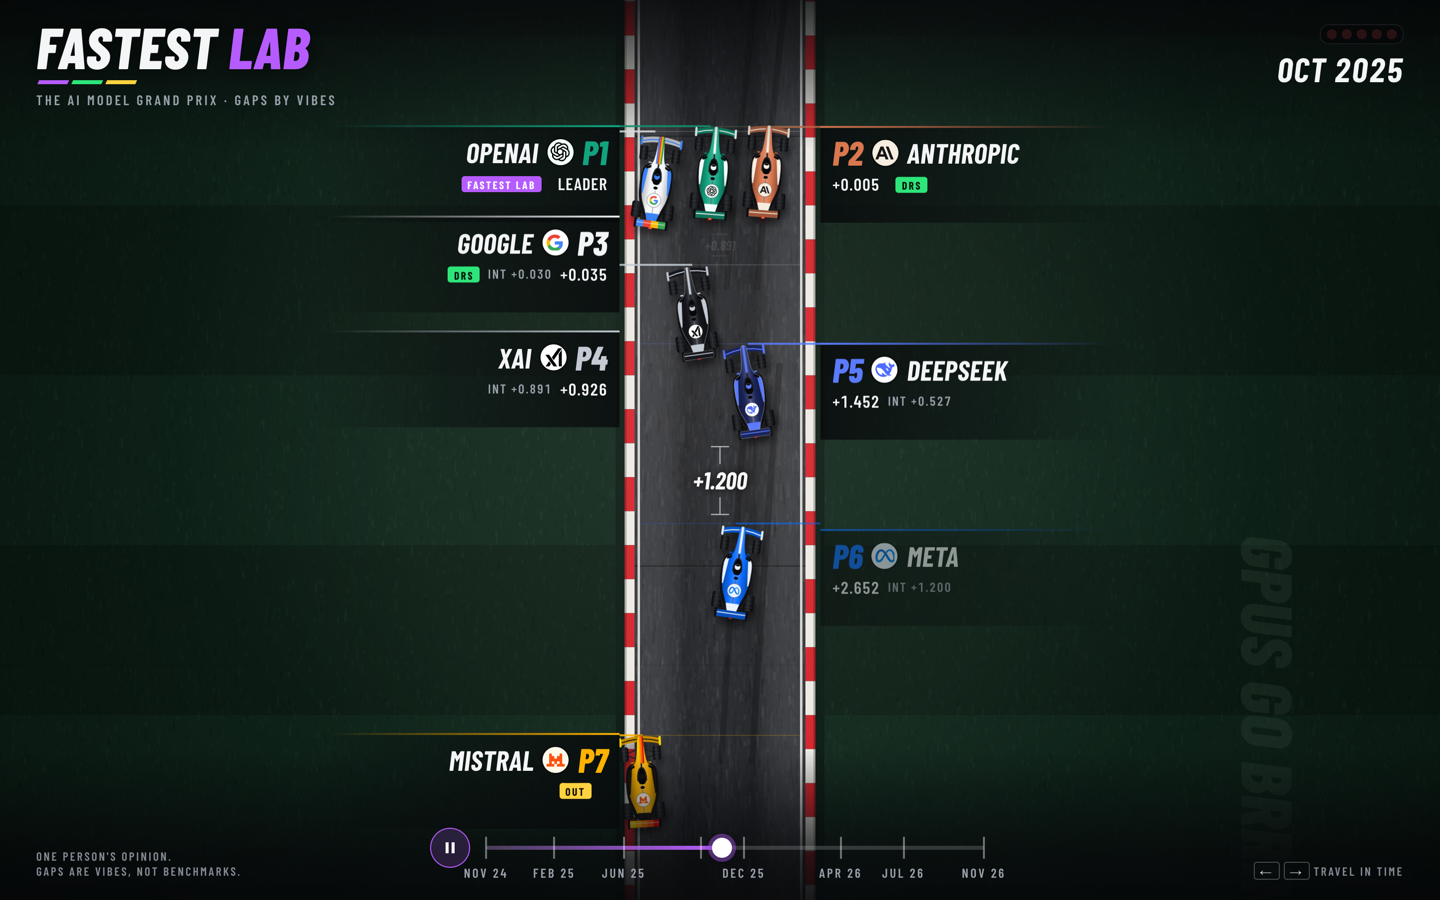 FASTEST LAB
THE AI MODEL GRAND PRIX · GAPS BY VIBES
OCT 2025
OPENAI P1
FASTEST LAB LEADER
P2 AI ANTHROPIC
+0.005 DRS
GOOGLE G P3
DRS INT +0.030 +0.035
+0.891
XAI P4
INT +0.891 +0.926
P5 DEEPSEEK
+1.452 INT +0.527
+1.200
P6 META
+2.652 INT +1.200
MISTRAL P7
OUT
GPUS GO BRR
NOV 24 FEB 25 JUN 25 DEC 25 APR 26 JUL 26 NOV 26
ONE PERSON'S OPINION.
GAPS ARE VIBES, NOT BENCHMARKS.
← → TRAVEL IN TIME